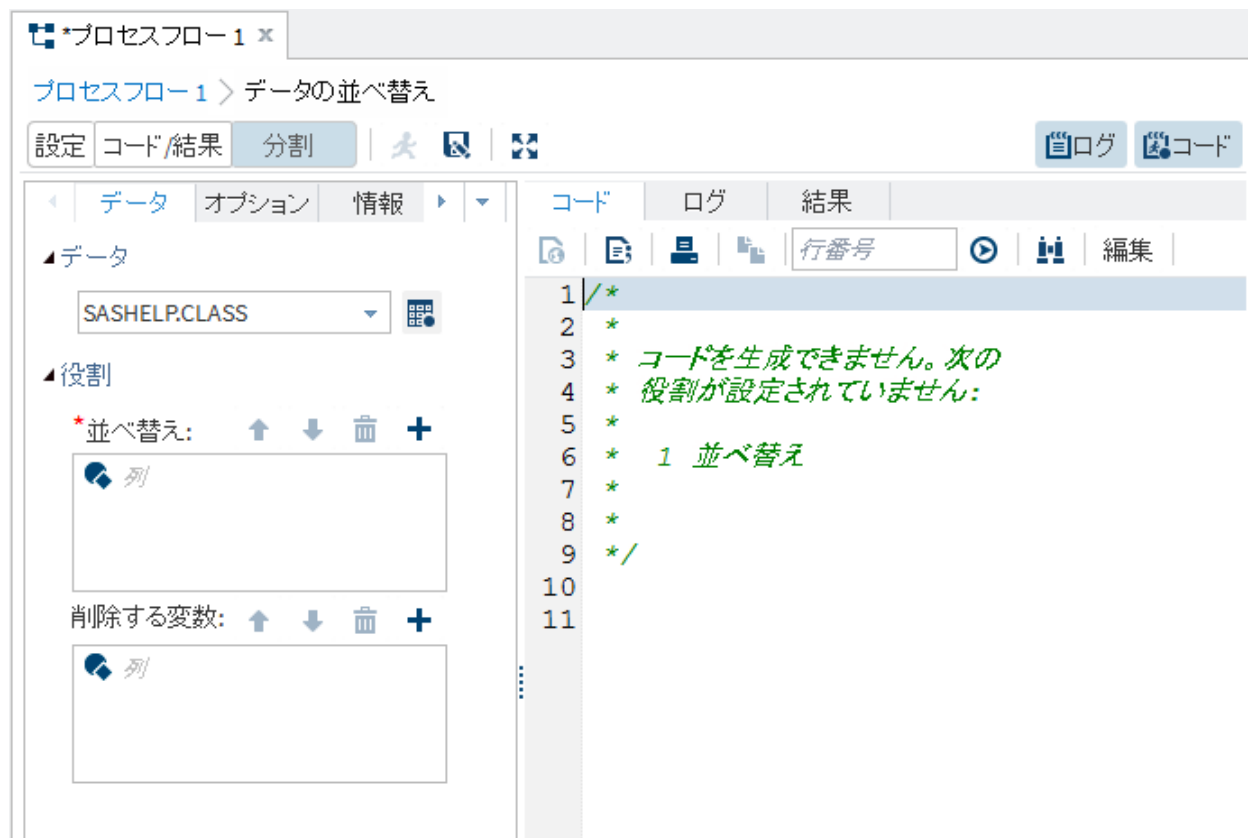 *プロセスフロー 1 x
プロセスフロー 1 > データの並べ替え
設定 コード/結果 分割 ログ コード
データ オプション 情報
コード ログ 結果
データ
行番号 編集
SASHELP.CLASS
役割
*並べ替え:
列
削除する変数:
列
1 /*
2 *
3 * コードを生成できません。次の
4 * 役割が設定されていません:
5 *
6 * 1 並べ替え
7 *
8 *
9 */
10
11